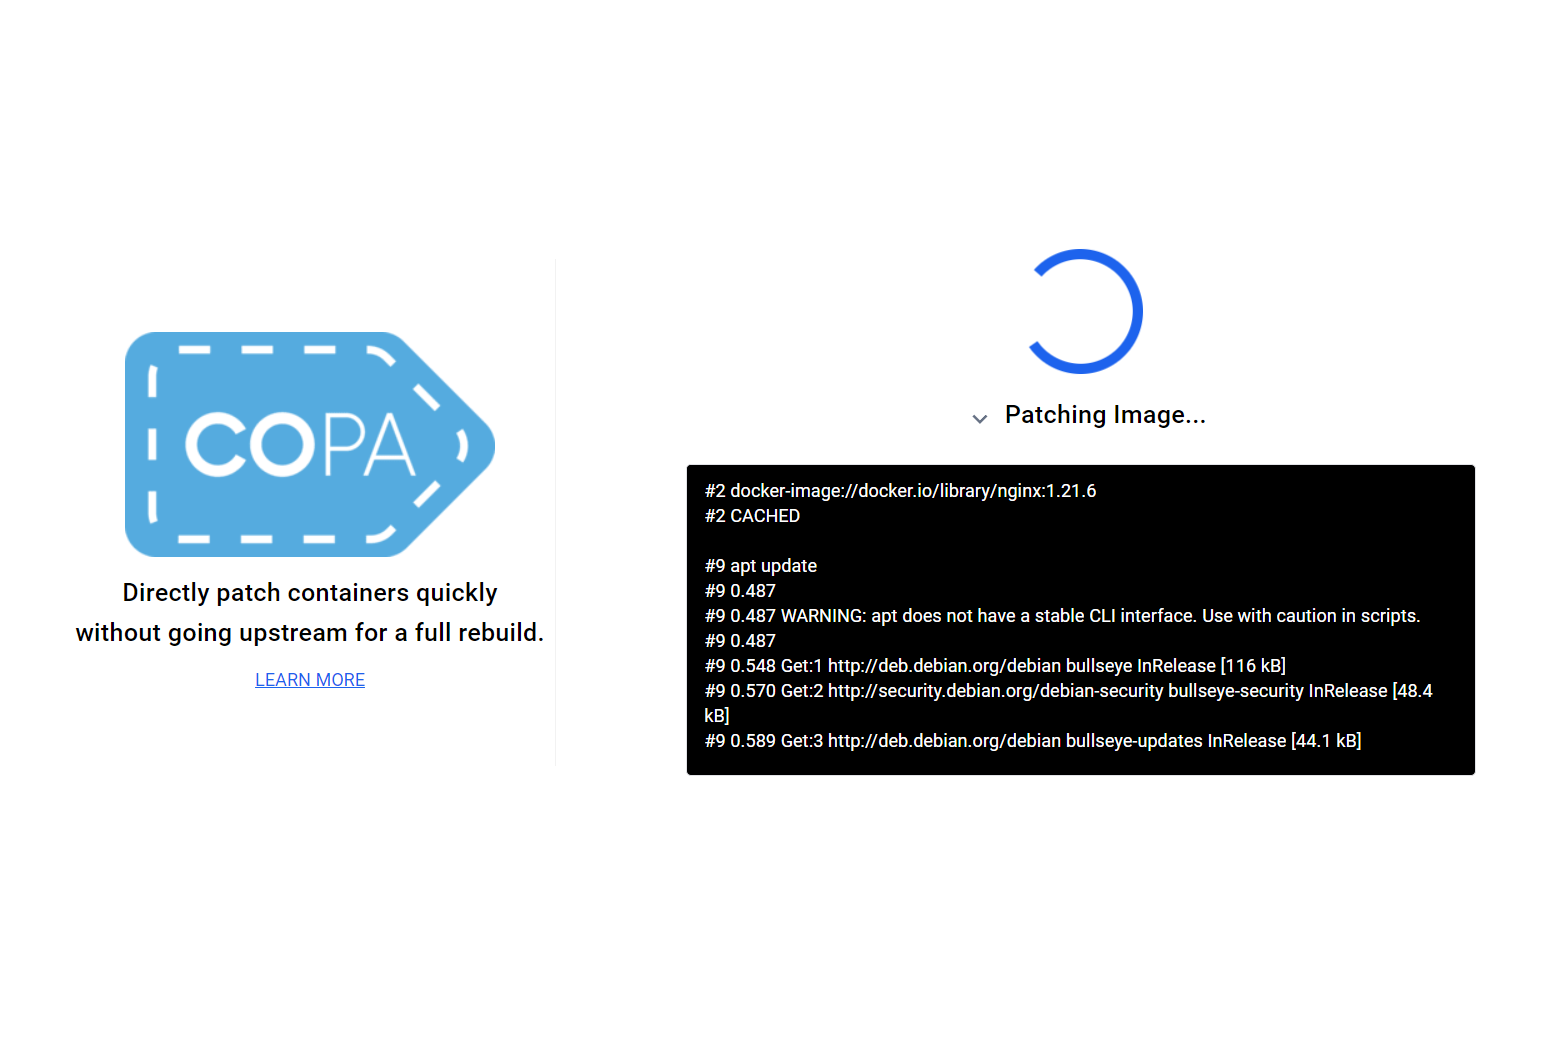 COPA
Directly patch containers quickly
without going upstream for a full rebuild.
LEARN MORE
Patching Image...
#2 docker-image://docker.io/library/nginx:1.21.6
#2 CACHED
#9 apt update
#9 0.487
#9 0.487 WARNING: apt does not have a stable CLI interface. Use with caution in scripts.
#9 0.487
#9 0.548 Get:1 http://deb.debian.org/debian bullseye InRelease [116 kB]
#9 0.570 Get:2 http://security.debian.org/debian-security bullseye-security InRelease [48.4
kB]
#9 0.589 Get:3 http://deb.debian.org/debian bullseye-updates InRelease [44.1 kB]